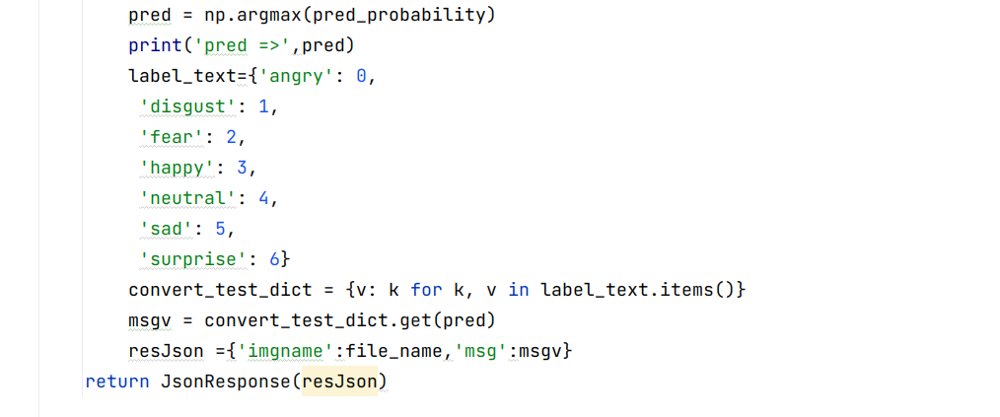 pred = np.argmax(pred_probability)
print('pred =>',pred)
label_text={'angry': 0,
'disgust': 1,
'fear': 2,
'happy': 3,
'neutral': 4,
'sad': 5,
'surprise': 6}
convert_test_dict = {v: k for k, v in label_text.items()}
msgv = convert_test_dict.get(pred)
resJson ={'imgname':file_name,'msg':msgv}
return JsonResponse(resJson)